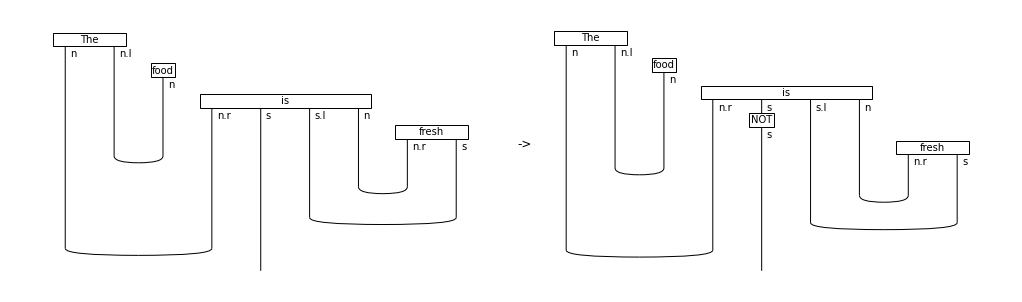 The
n n.l
food
n
is
n.r s s.l n
fresh
n.r s
->
The
n n.l
food
n
is
n.r s s.l n
NOT
s
fresh
n.r s